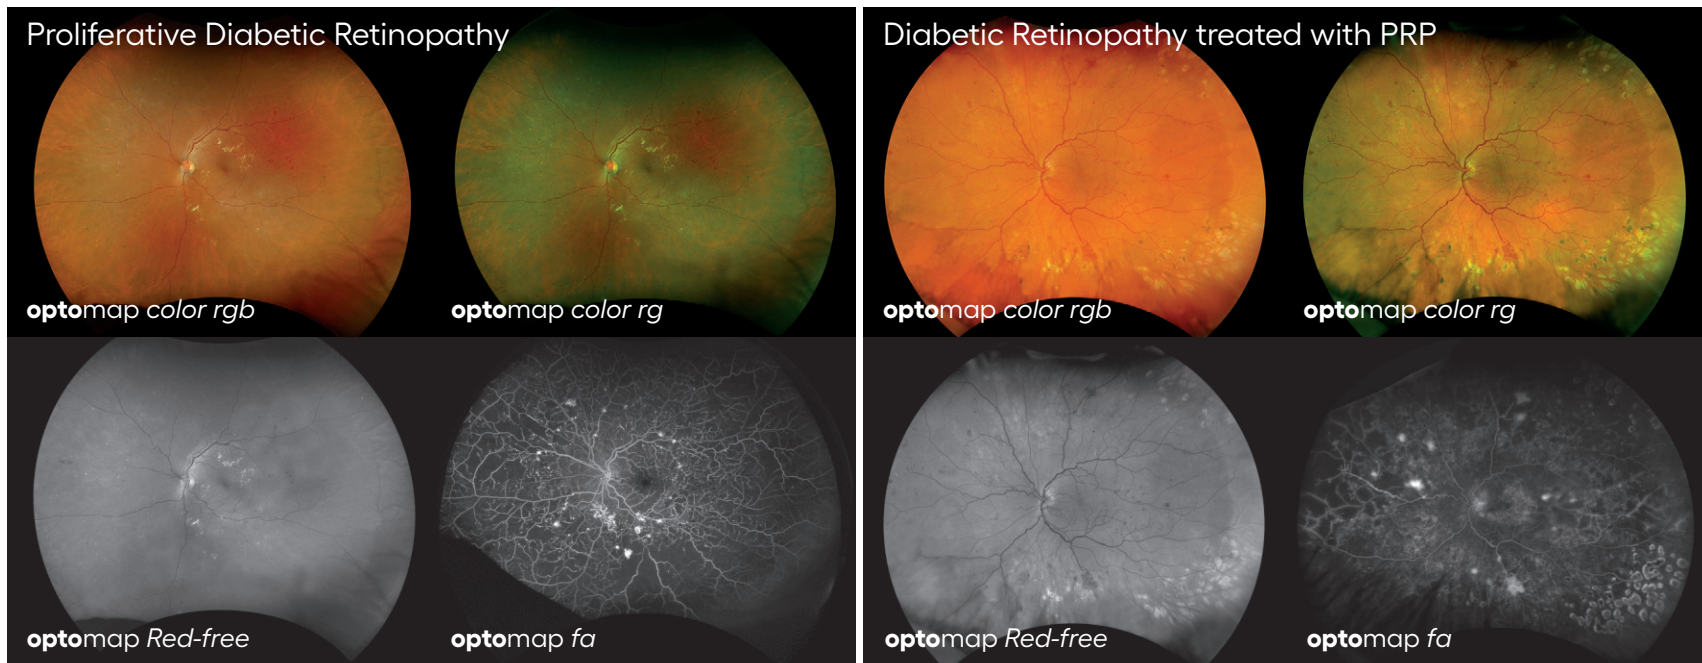 Proliferative Diabetic Retinopathy
optomap color rgb
optomap color rg
optomap Red-free
optomap fa
Diabetic Retinopathy treated with PRP
optomap color rgb
optomap color rg
optomap Red-free
optomap fa